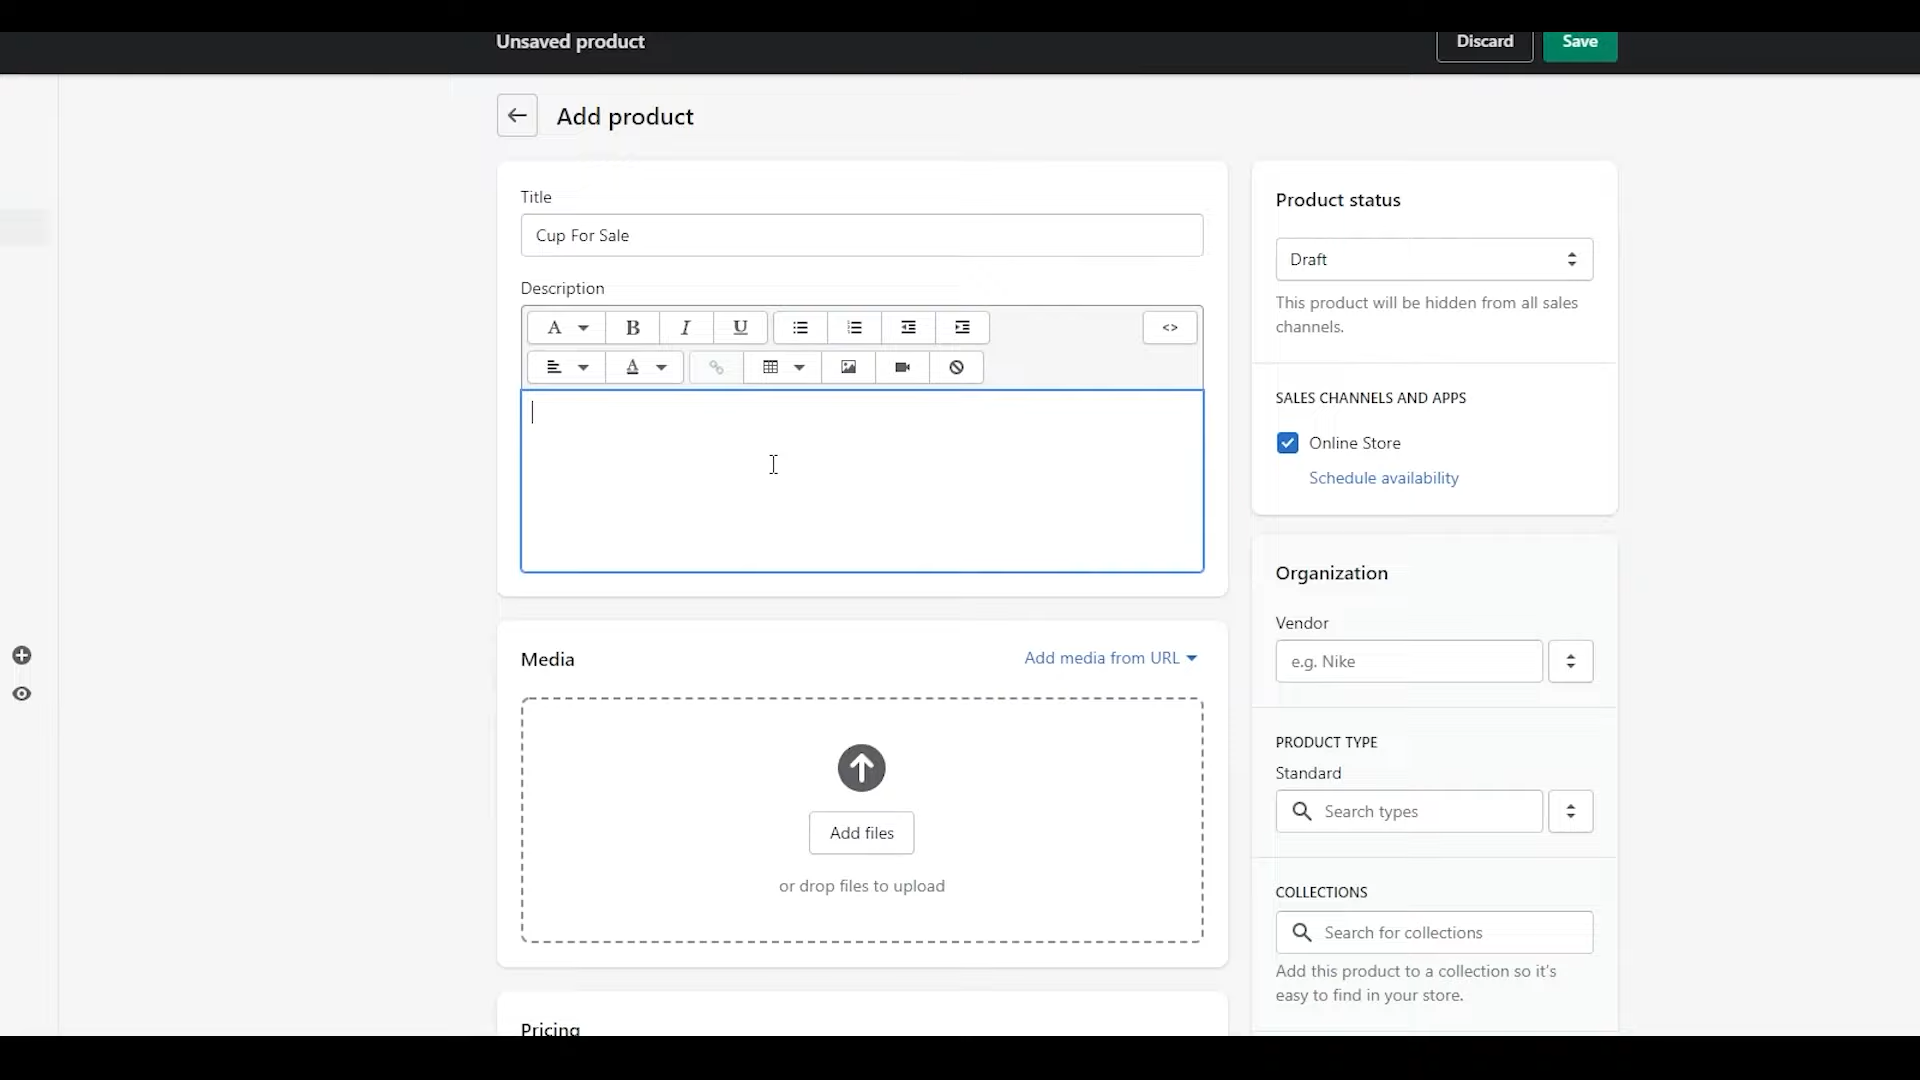 Unsaved product
Discard
Save
Add product
Title
Cup For Sale
Description
A
B
I
U
<>
A
Media
Add media from URL
Add files
or drop files to upload
Pricing
Product status
Draft
This product will be hidden from all sales
channels.
SALES CHANNELS AND APPS
Online Store
Schedule availability
Organization
Vendor
e.g. Nike
PRODUCT TYPE
Standard
Search types
COLLECTIONS
Search for collections
Add this product to a collection so it's
easy to find in your store.